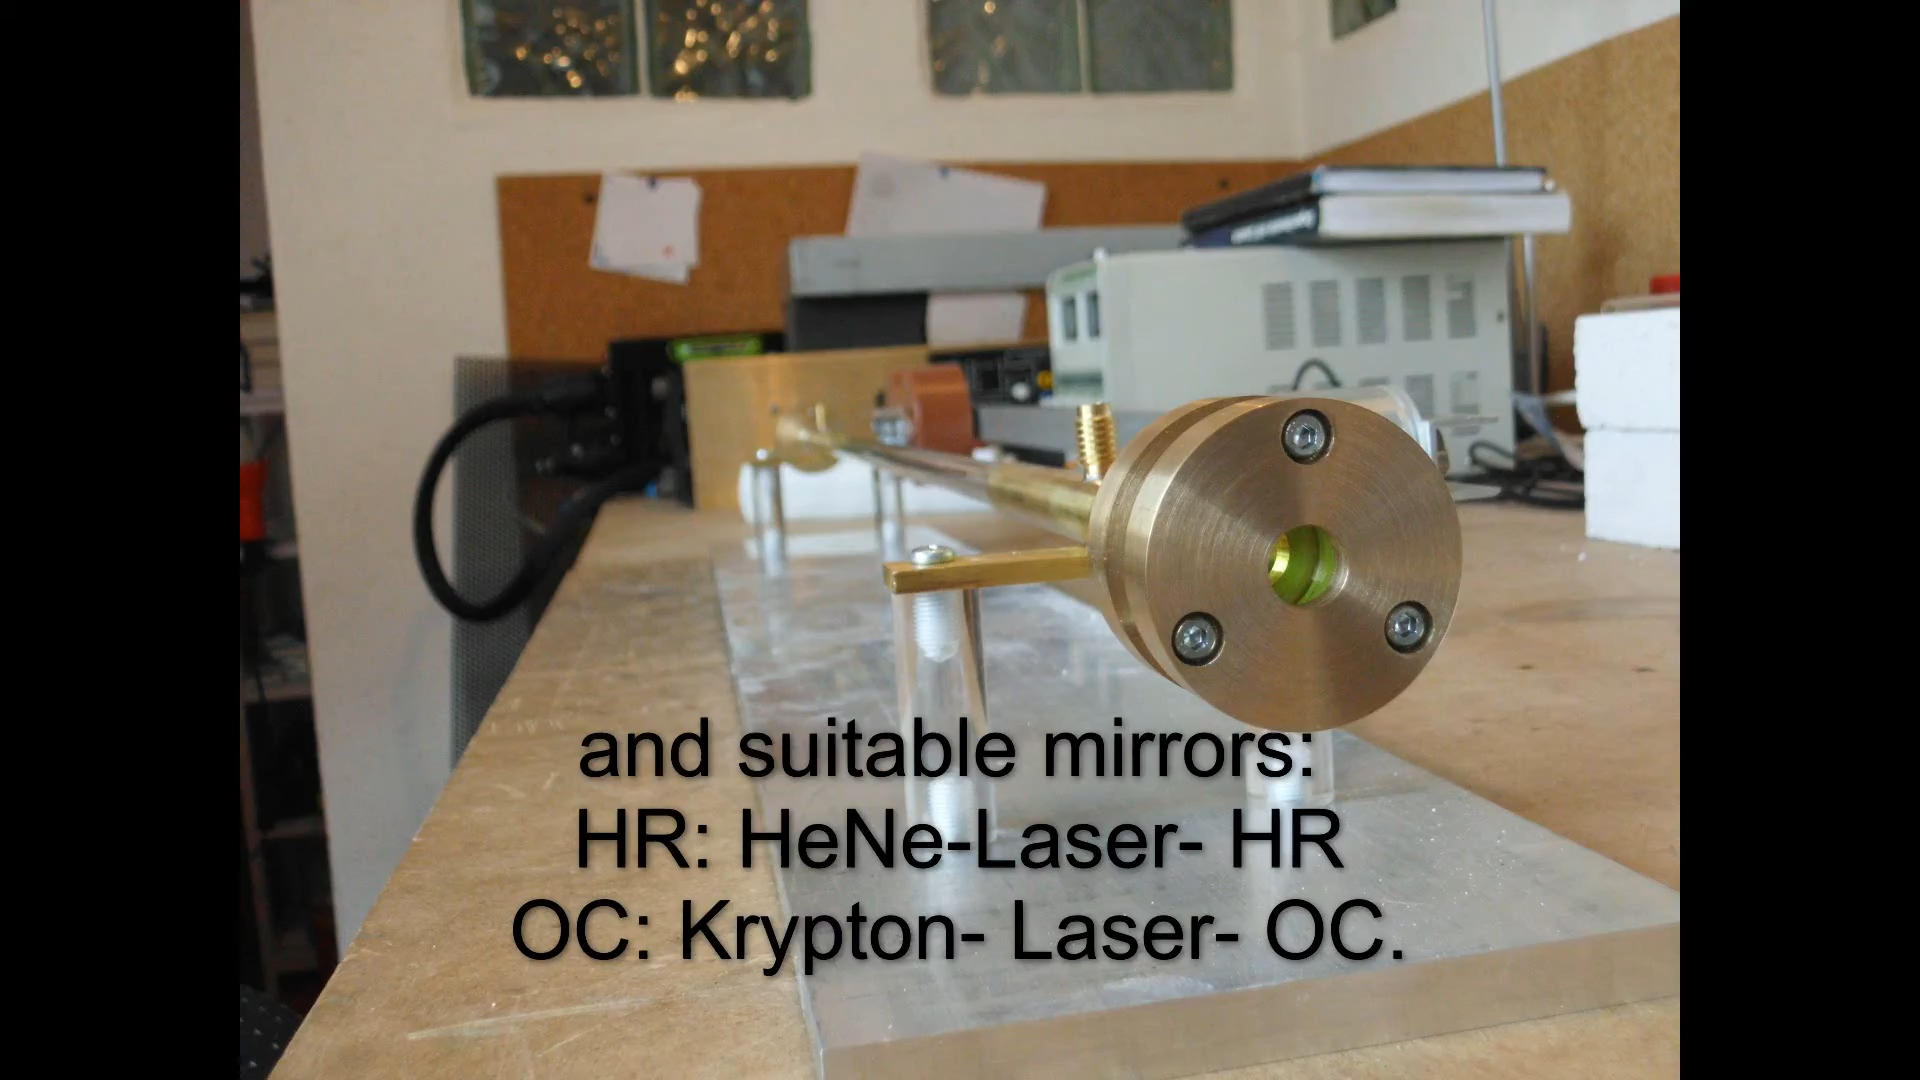 and suitable mirrors:
HR: HeNe-Laser- HR
OC: Krypton- Laser- OC.